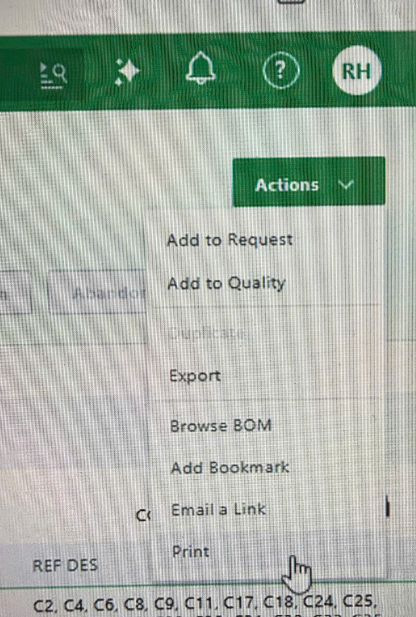 ?
RH
Actions
Add to Request
Add to Quality
Duplicate
Export
Browse BOM
Add Bookmark
Email a Link
Print
REF DES
C2, C4, C6, C8, C9, C11, C17, C18, C24, C25,